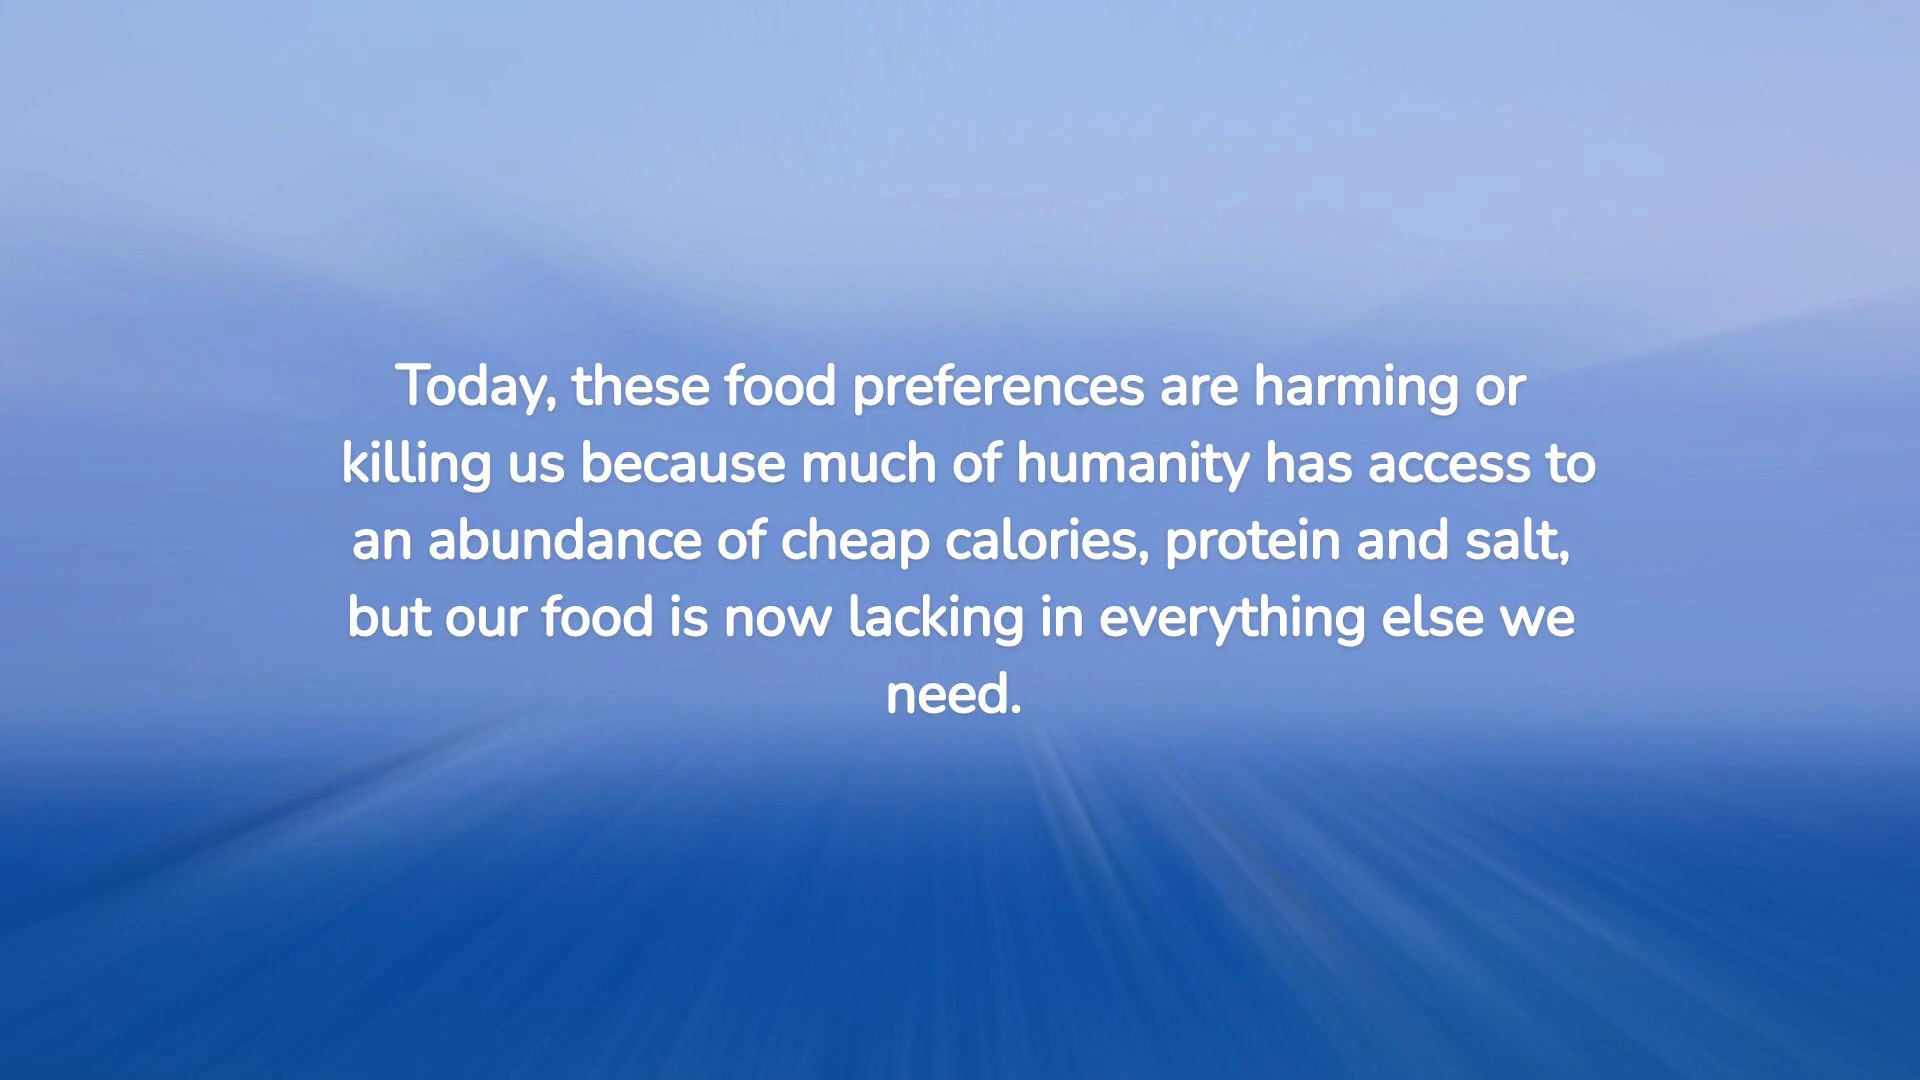 Today, these food preferences are harming or
killing us because much of humanity has access to
an abundance of cheap calories, protein and salt,
but our food is now lacking in everything else we
need.